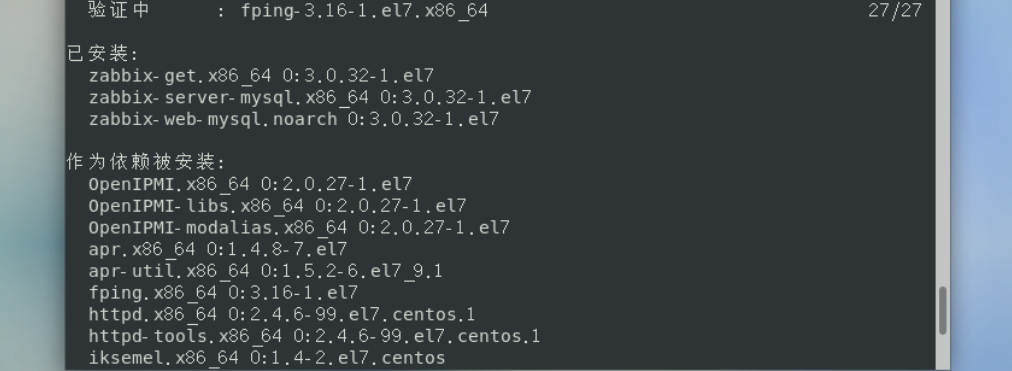 验证中      : fping-3.16-1.el7.x86_64                                   27/27
已安装:
zabbix-get.x86_64 0:3.0.32-1.el7
zabbix-server-mysql.x86_64 0:3.0.32-1.el7
zabbix-web-mysql.noarch 0:3.0.32-1.el7
作为依赖被安装:
OpenIPMI.x86_64 0:2.0.27-1.el7
OpenIPMI-libs.x86_64 0:2.0.27-1.el7
OpenIPMI-modalias.x86_64 0:2.0.27-1.el7
apr.x86_64 0:1.4.8-7.el7
apr-util.x86_64 0:1.5.2-6.el7_9.1
fping.x86_64 0:3.16-1.el7
httpd.x86_64 0:2.4.6-99.el7.centos.1
httpd-tools.x86_64 0:2.4.6-99.el7.centos.1
iksemel.x86_64 0:1.4-2.el7.centos